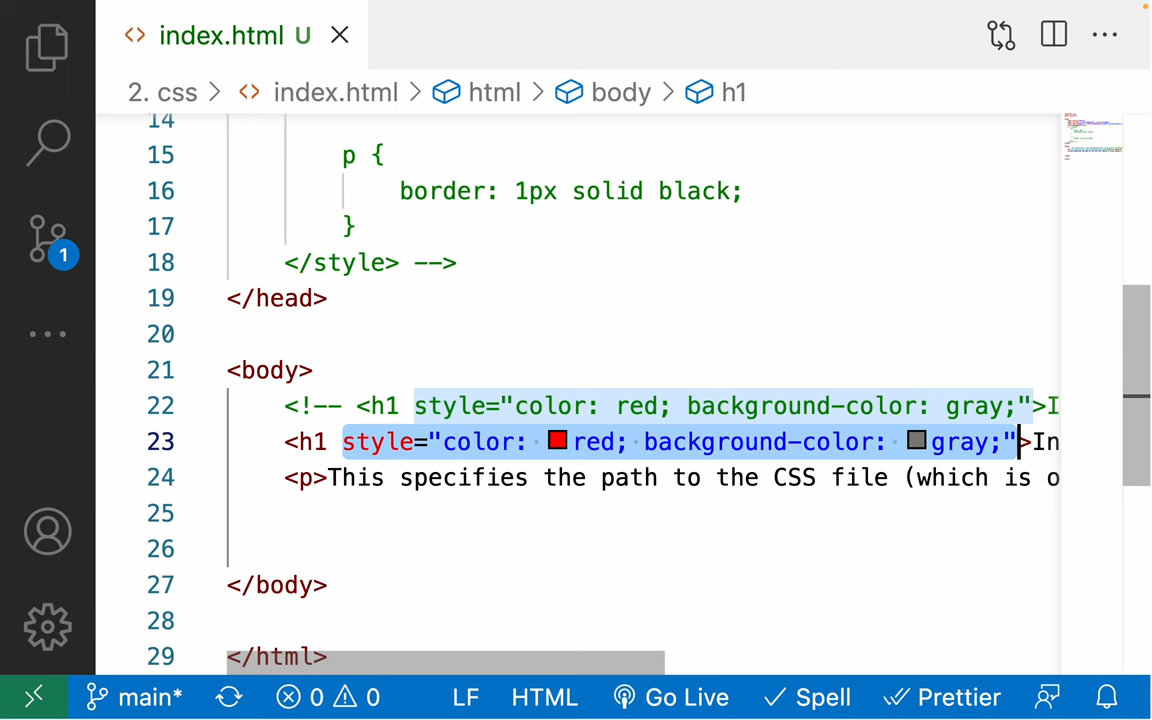 index.html U
2. css > index.html > html > body > h1
14
15 p {
16 border: 1px solid black;
17 }
18 </style> -->
19 </head>
20
21 <body>
22 <!-- <h1 style="color: red; background-color: gray;">I
23 <h1 style="color: red; background-color: gray;">In
24 <p>This specifies the path to the CSS file (which is o
25
26
27 </body>
28
29 </html>
1
main* 0 0 LF HTML Go Live Spell Prettier